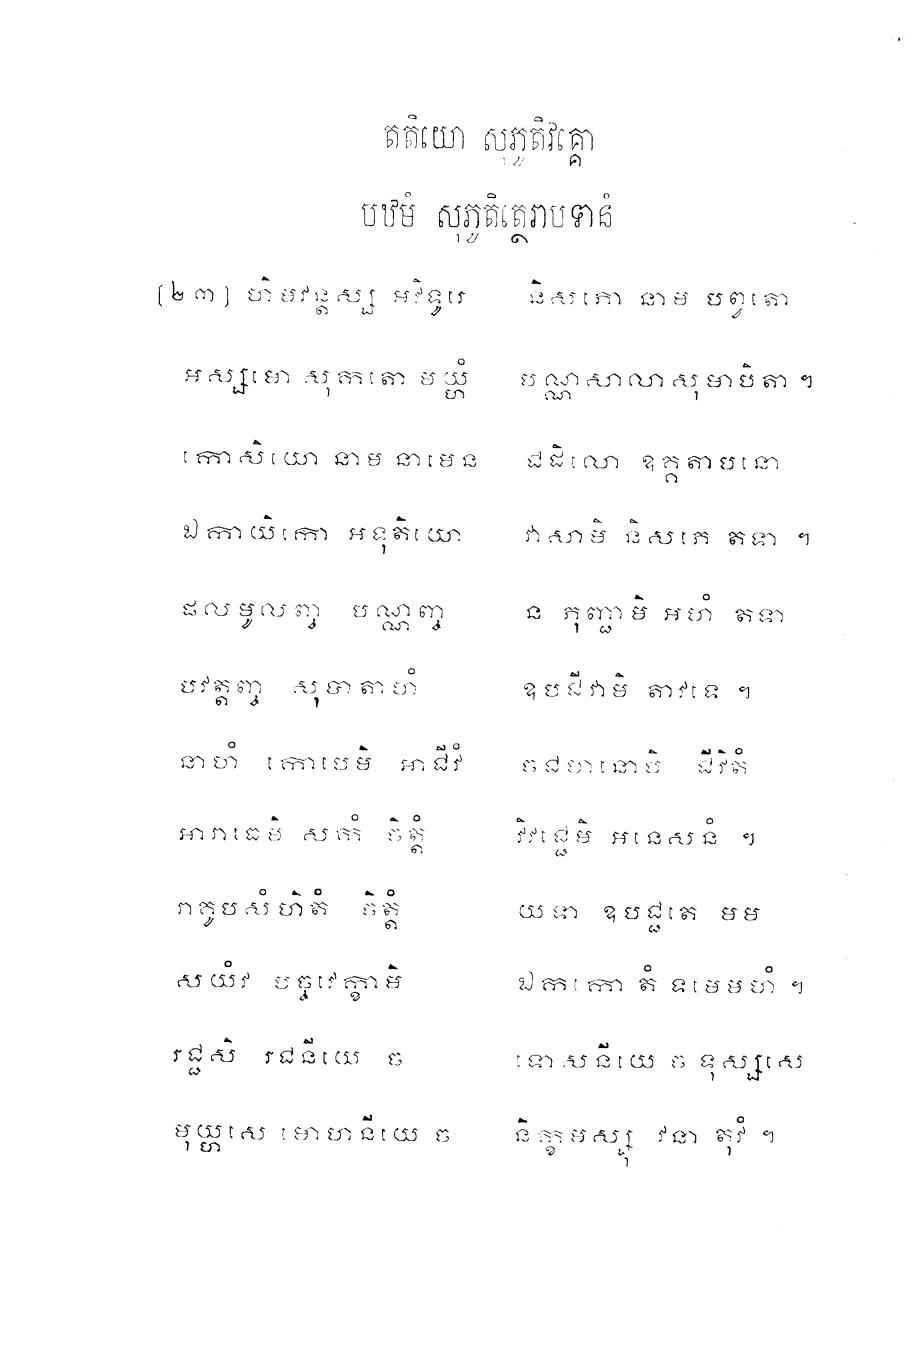 តតិយោ សុភូតិវគ្គោ
បឋមំ សុភូតិត្ថេរាបទានំ
(២៣) ហិមវន្តស្ស អវិទូរេ និសភោ នាម បព្វតោ
អស្សមោ សុកតោ មយ្ហំ បណ្ណសាលា សុមាបិតា ៗ
កោសិយោ នាម នាមេន ជដិលោ ឧគ្គតាបនោ
ឯកាយិកោ អទុតិយោ វាសាមិ និសភេ តទា ៗ
ផលមូលញ្ច បណ្ណញ្ច ន ភុញ្ជាមិ អហំ តទា
បវត្តញ្ច សុបាតាហំ ឧបជីវាមិ តាវទេ ៗ
នាហំ កោបេមិ អាជីវំ ចជហានោបិ ជីវិតំ
អារាធេមិ សកំ ចិត្តំ វិវជ្ជេមិ អនេសនំ ៗ
រាគូបសំហិតំ ចិត្តំ យទា ឧបជ្ជតេ មម
សយំវ បច្ចវេក្ខាមិ ឯកកោ តំ ទមេមហំ ៗ
រជ្ជសិ រជនីយេ ច ទោសនីយេ ច ទុស្សសេ
មុយ្ហសេ មោហនីយេ ច និក្ខមស្សុ វនា តុវំ ៗ